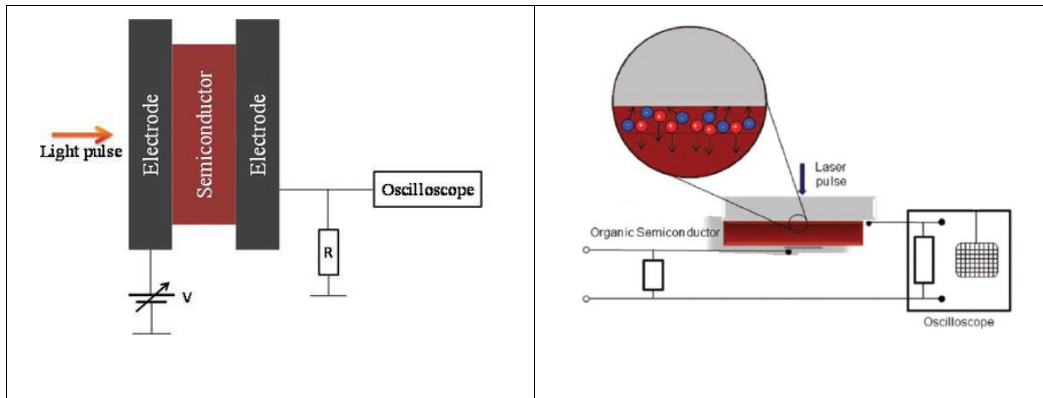 Light pulse
Electrode
Semiconductor
Electrode
Oscilloscope
R
V
Laser
pulse
Organic Semiconductor
Oscilloscope